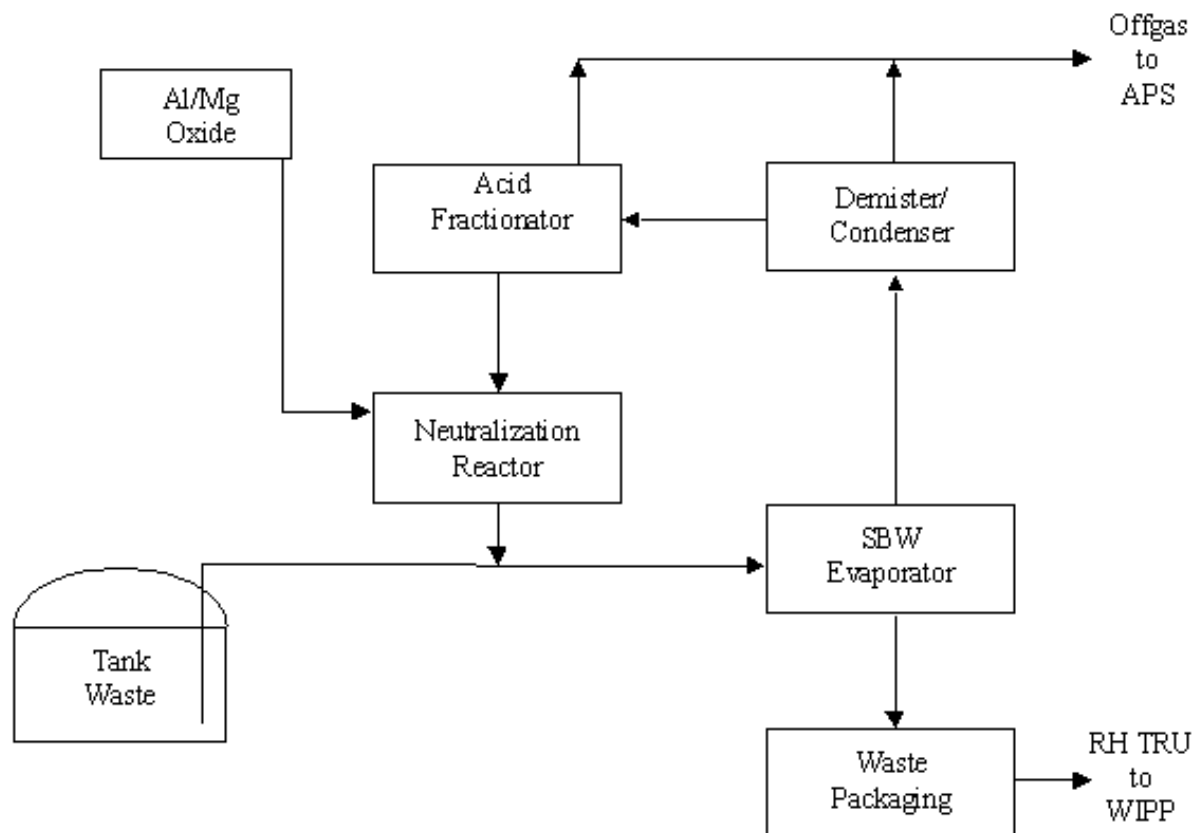 Offgas
to
APS
Al/Mg
Oxide
Acid
Fractionator
Demister/
Condenser
Neutralization
Reactor
SBW
Evaporator
Tank
Waste
Waste
Packaging
RH TRU
to
WIPP